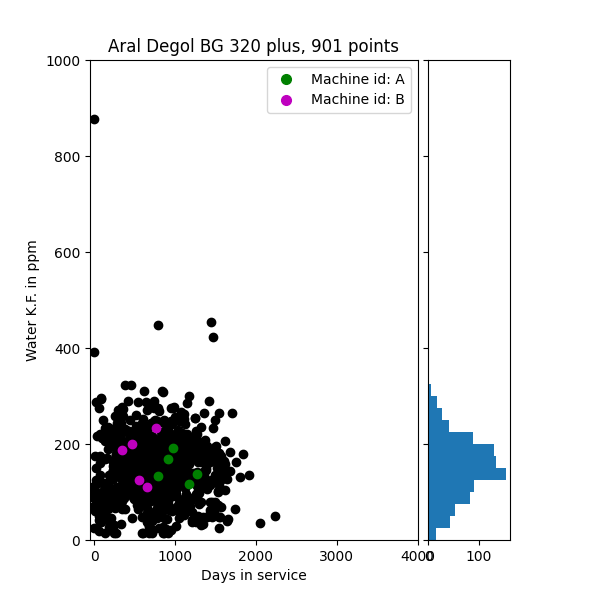 Aral Degol BG 320 plus, 901 points
Machine id: A
Machine id: B
Water K.F. in ppm
1000
800
600
400
200
0
0 1000 2000 3000 4000
0 100
Days in service